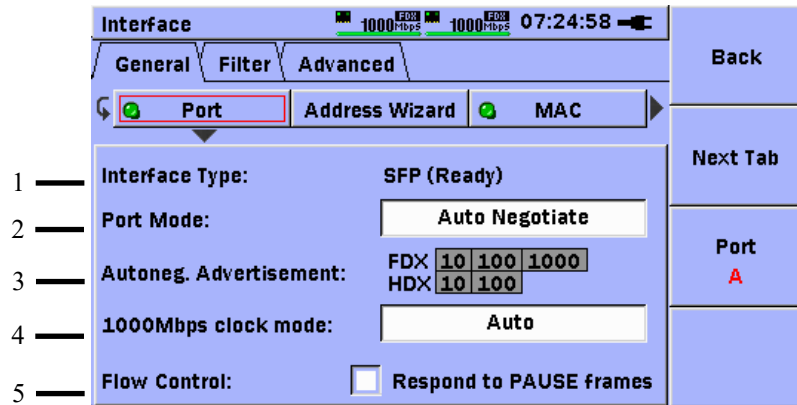 Interface 1000 FDX Mbps 1000 FDX Mbps 07:24:58
General Filter Advanced
Port Address Wizard MAC
1 Interface Type: SFP (Ready)
2 Port Mode: Auto Negotiate
3 Autoneg. Advertisement: FDX 10 100 1000
HDX 10 100
4 1000Mbps clock mode: Auto
5 Flow Control: Respond to PAUSE frames
Back
Next Tab
Port
A